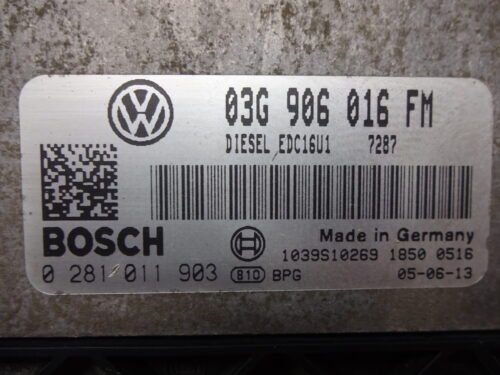 03G 906 016 FM
DIESEL EDC16U1 7287
BOSCH
Made in Germany
1039S10269 1850 0516
0 281 011 903 810 BPG
05-06-13